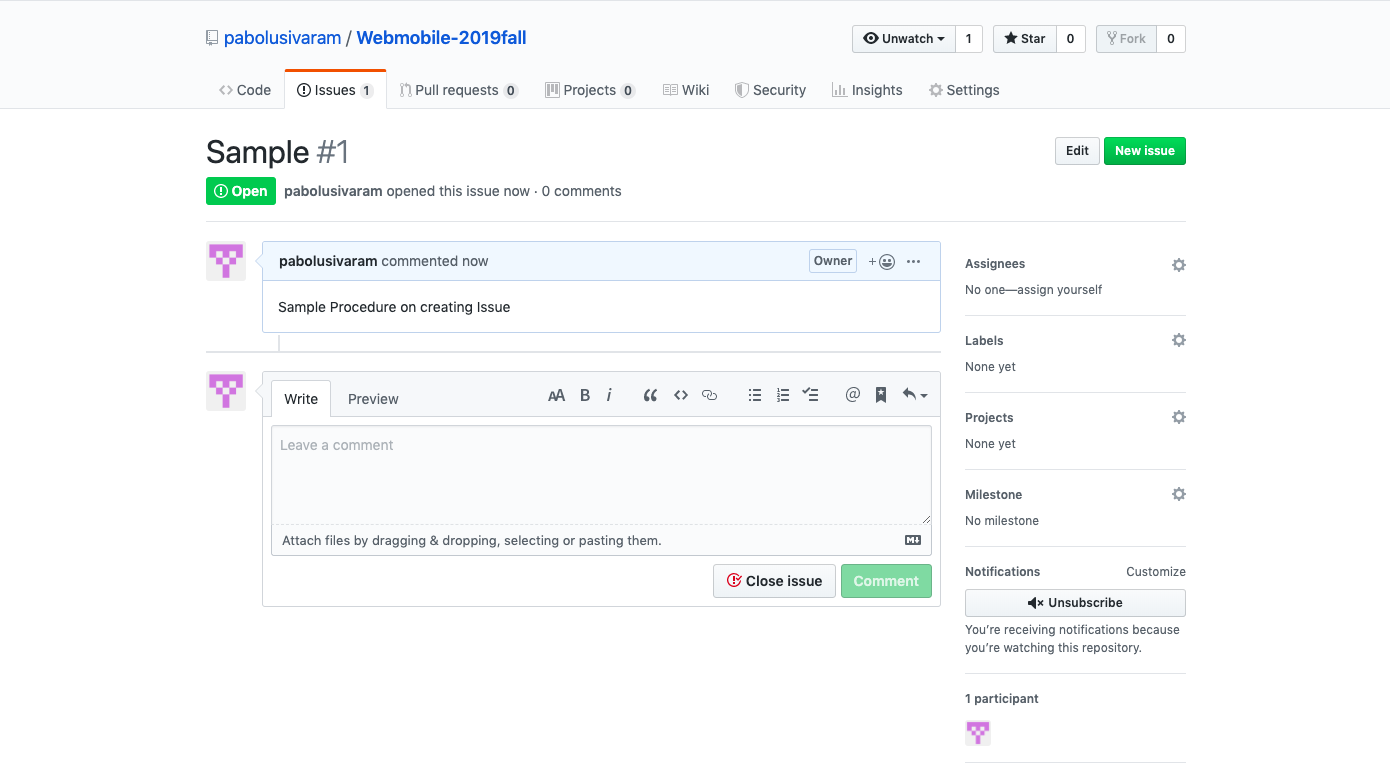 pabolusivaram / Webmobile-2019fall
Unwatch 1 Star 0 Fork 0
Code Issues 1 Pull requests 0 Projects 0 Wiki Security Insights Settings
Sample #1
Edit New issue
Open pabolusivaram opened this issue now · 0 comments
pabolusivaram commented now Owner
Sample Procedure on creating Issue
Write Preview
Leave a comment
Attach files by dragging & dropping, selecting or pasting them.
Close issue Comment
Assignees
No one—assign yourself
Labels
None yet
Projects
None yet
Milestone
No milestone
Notifications Customize
Unsubscribe
You’re receiving notifications because
you’re watching this repository.
1 participant